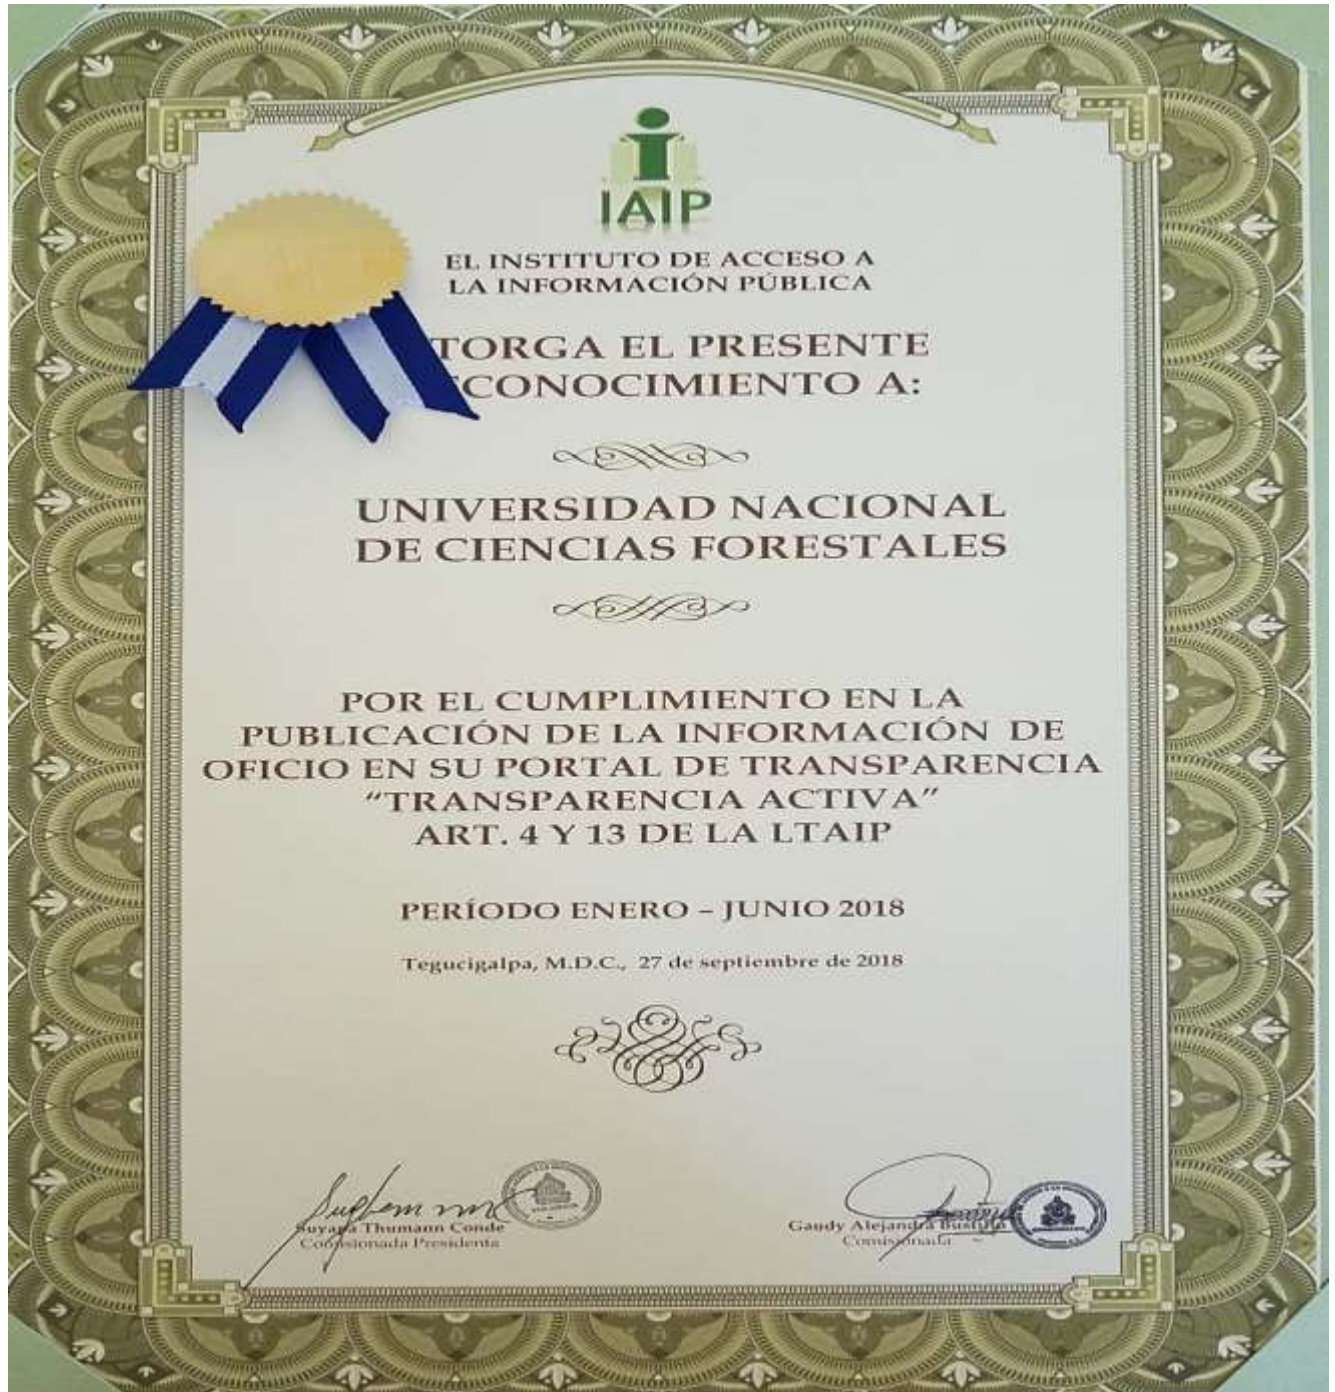 IAIP
EL INSTITUTO DE ACCESO A
LA INFORMACIÓN PÚBLICA
TORGA EL PRESENTE
CONOCIMIENTO A:
UNIVERSIDAD NACIONAL
DE CIENCIAS FORESTALES
POR EL CUMPLIMIENTO EN LA
PUBLICACIÓN DE LA INFORMACIÓN DE
OFICIO EN SU PORTAL DE TRANSPARENCIA
“TRANSPARENCIA ACTIVA”
ART. 4 Y 13 DE LA LTAIP
PERÍODO ENERO – JUNIO 2018
Tegucigalpa, M.D.C., 27 de septiembre de 2018
Suyapa Thumann Conde
Comisionada Presidenta
Gaudy Alejandra Bustillo
Comisionada